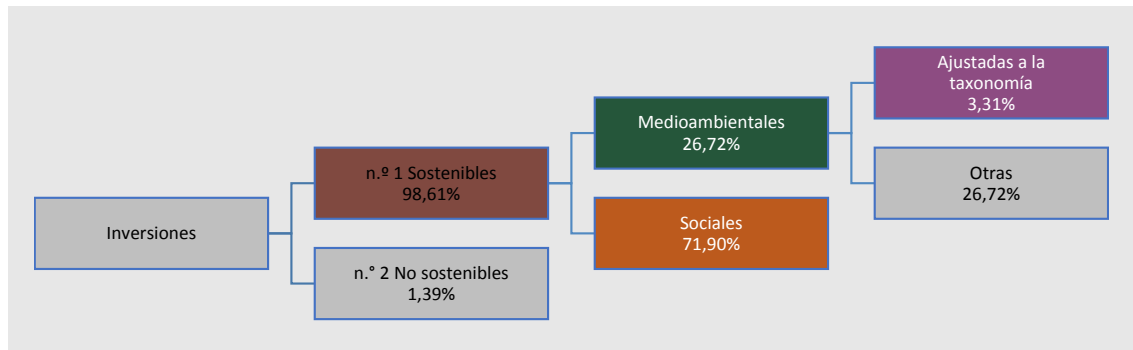 Inversiones
n.º 1 Sostenibles
98,61%
n.° 2 No sostenibles
1,39%
Medioambientales
26,72%
Sociales
71,90%
Ajustadas a la
taxonomía
3,31%
Otras
26,72%